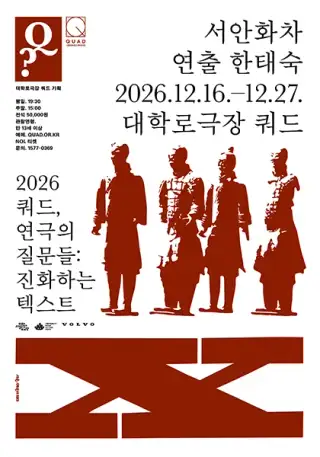 Q?
QUAD
대학로극장 쿼드 기획
평일. 19:30
주말. 15:00
전석 50,000원
관람연령.
만 13세 이상
예매. QUAD.OR.KR
NOL 티켓
문의. 1577-0369
서안화차
연출 한태숙
2026.12.16.–12.27.
대학로극장 쿼드
2026
쿼드,
연극의
질문들:
진화하는
텍스트
VOLVO